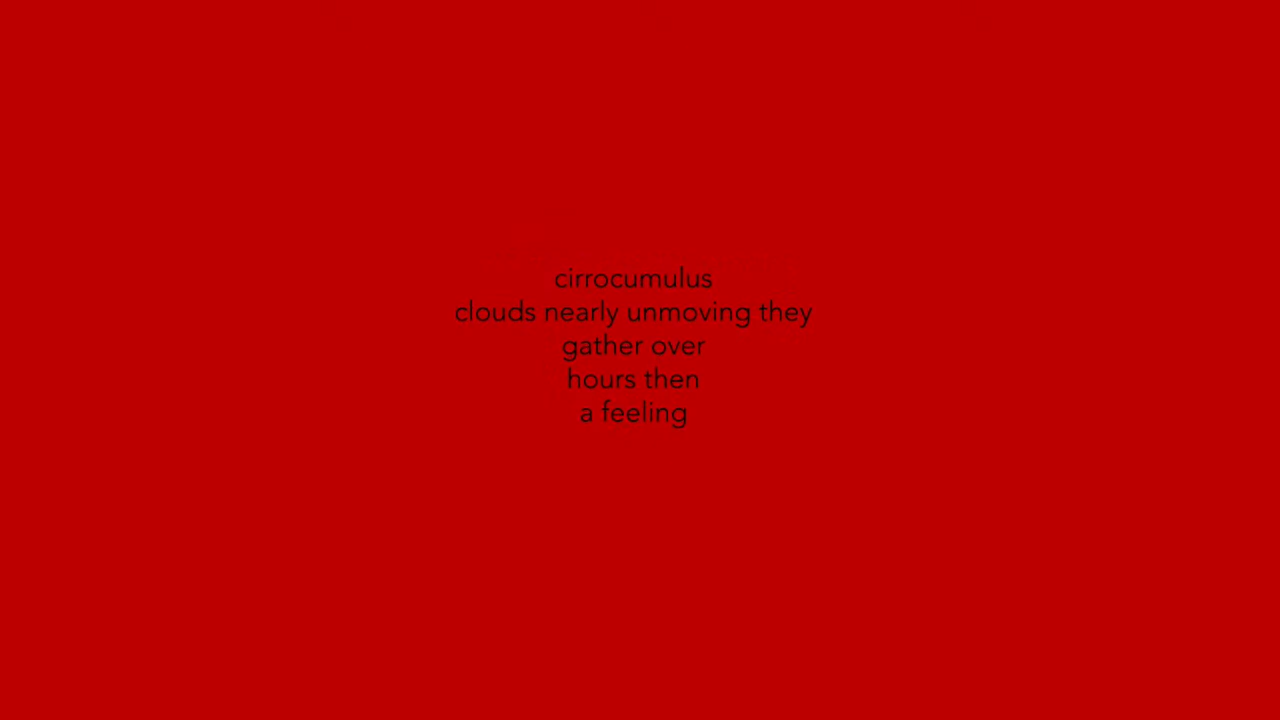 cirrocumulus
clouds nearly unmoving they
gather over
hours then
a feeling